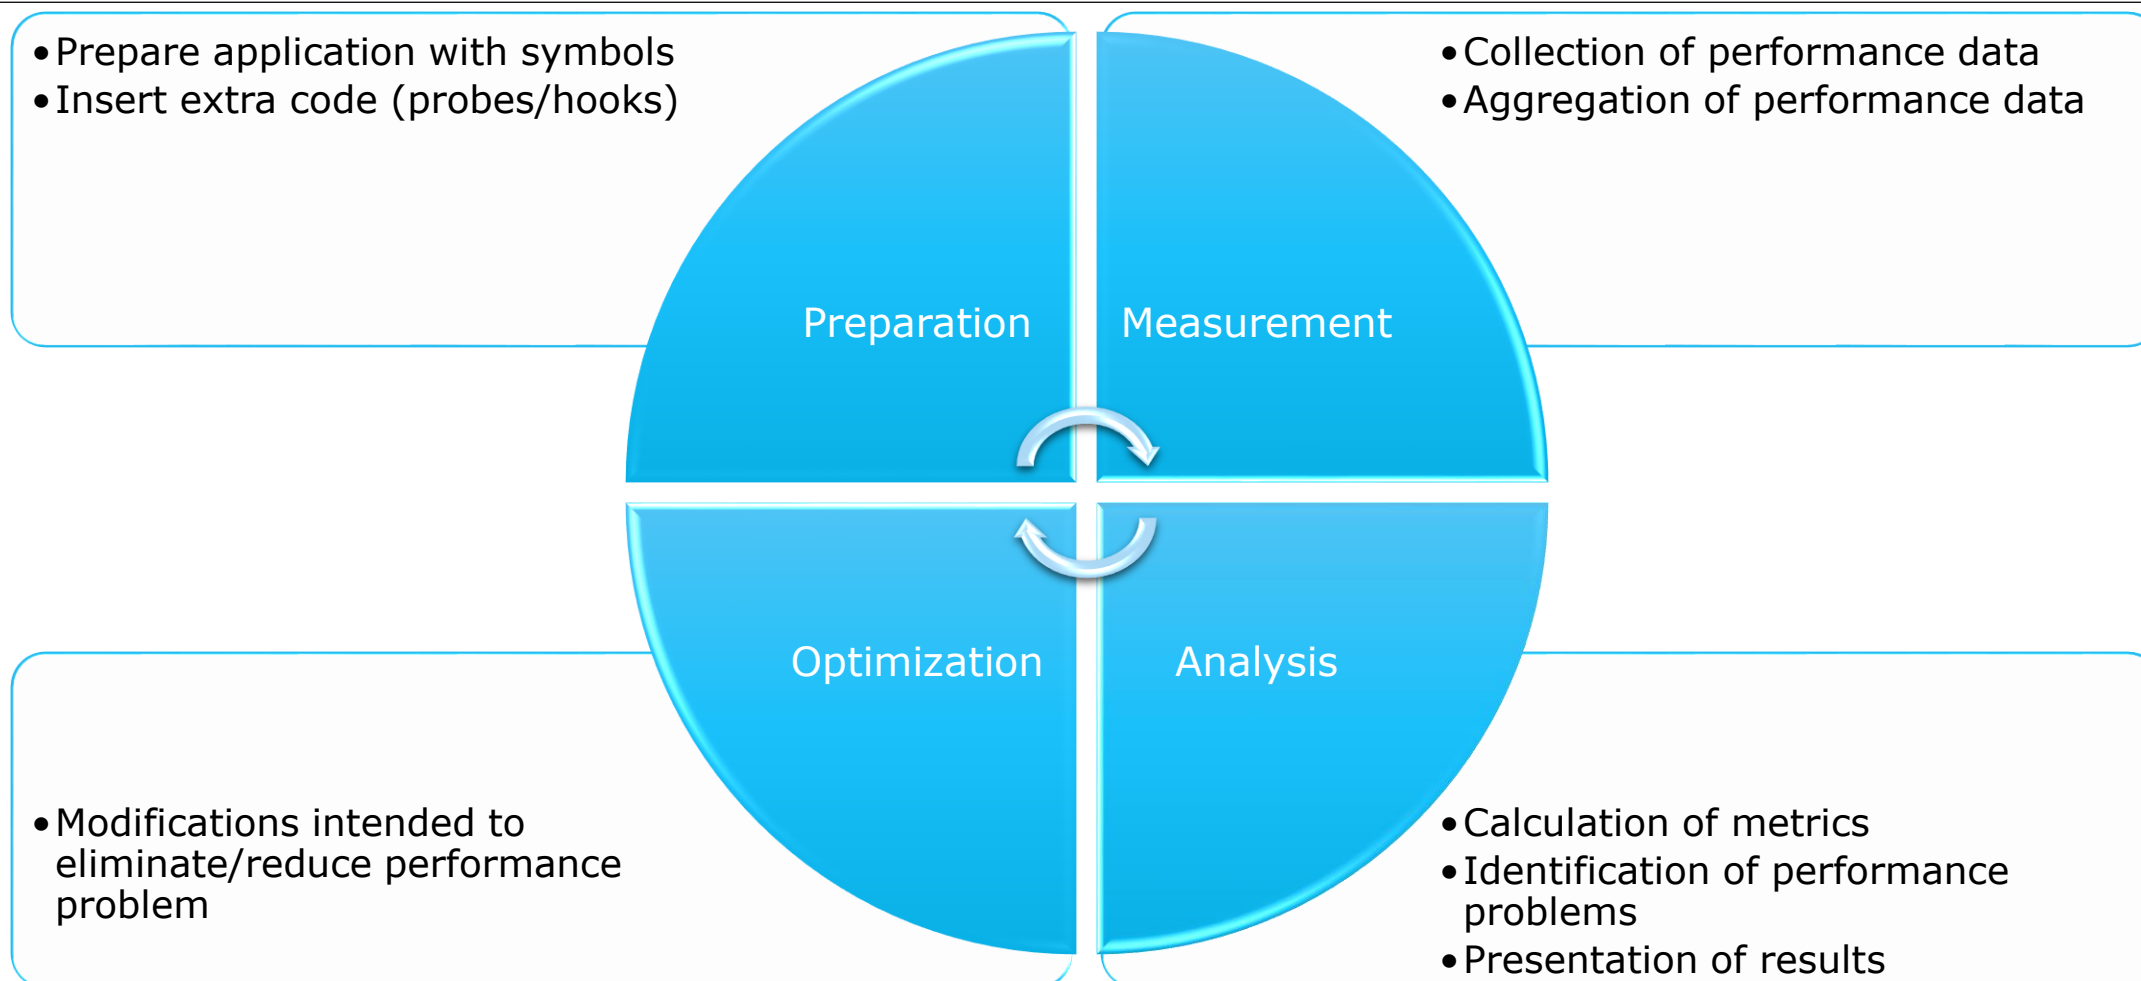 •Prepare application with symbols
•Insert extra code (probes/hooks)
•Collection of performance data
•Aggregation of performance data
Preparation
Measurement
Optimization
Analysis
•Modifications intended to
eliminate/reduce performance
problem
•Calculation of metrics
•Identification of performance
problems
•Presentation of results